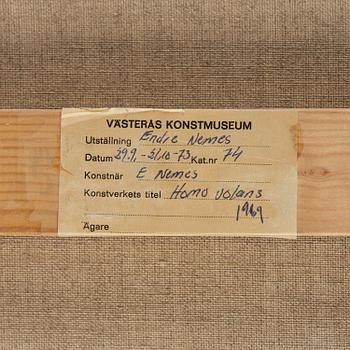 VÄSTERÅS KONSTMUSEUM
Utställning Endre Nemes
Datum 29.9. - 31/10-73 Kat.nr 74
Konstnär E Nemes
Konstverkets titel Homo volans
1969
Ägare